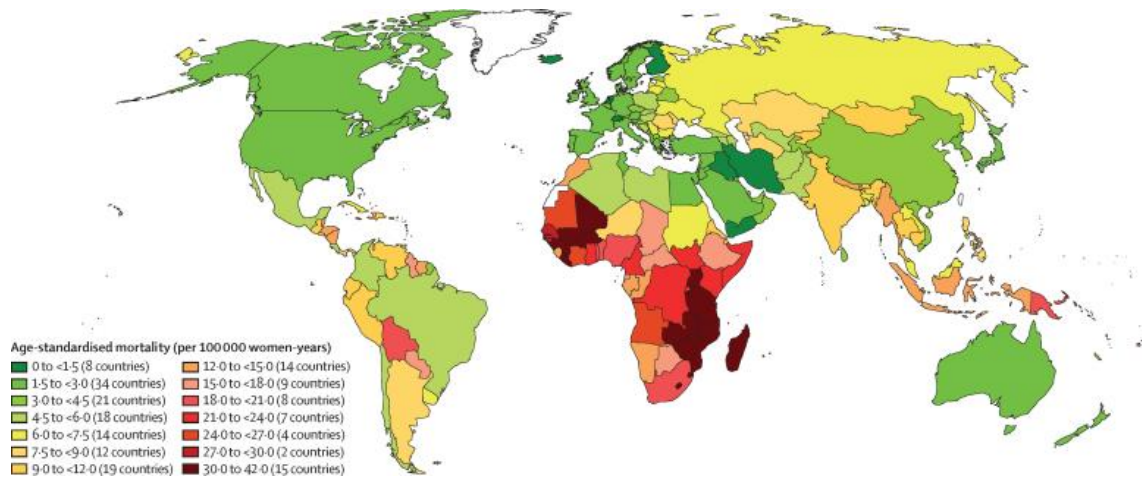 Age-standardised mortality (per 100 000 women-years)
0 to <1·5 (8 countries)
1·5 to <3·0 (34 countries)
3·0 to <4·5 (21 countries)
4·5 to <6·0 (18 countries)
6·0 to <7·5 (14 countries)
7·5 to <9·0 (12 countries)
9·0 to <12·0 (19 countries)
12·0 to <15·0 (14 countries)
15·0 to <18·0 (9 countries)
18·0 to <21·0 (8 countries)
21·0 to <24·0 (7 countries)
24·0 to <27·0 (4 countries)
27·0 to <30·0 (2 countries)
30·0 to 42·0 (15 countries)